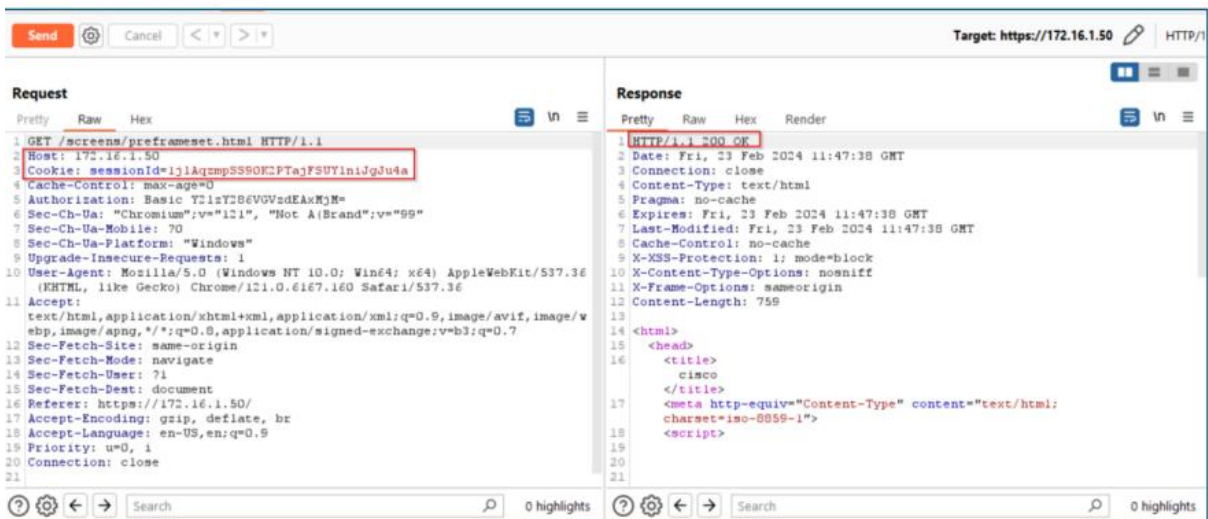 Send Cancel Target: https://172.16.1.50 HTTP/1
Request
Pretty Raw Hex \n
1 GET /screens/preframeset.html HTTP/1.1
2 Host: 172.16.1.50
3 Cookie: sessionId=
4 Cache-Control: max-age=0
5 Authorization: Basic
6 Sec-Ch-Ua: "Chromium";v="121", "Not A(Brand";v="99"
7 Sec-Ch-Ua-Mobile: ?0
8 Sec-Ch-Ua-Platform: "Windows"
9 Upgrade-Insecure-Requests: 1
10 User-Agent: Mozilla/5.0 (Windows NT 10.0; Win64; x64) AppleWebKit/537.36
(KHTML, like Gecko) Chrome/121.0.6167.160 Safari/537.36
11 Accept:
text/html,application/xhtml+xml,application/xml;q=0.9,image/avif,image/w
ebp,image/apng,*/*;q=0.8,application/signed-exchange;v=b3;q=0.7
12 Sec-Fetch-Site: same-origin
13 Sec-Fetch-Mode: navigate
14 Sec-Fetch-User: ?1
15 Sec-Fetch-Dest: document
16 Referer: https://172.16.1.50/
17 Accept-Encoding: gzip, deflate, br
18 Accept-Language: en-US,en;q=0.9
19 Priority: u=0, i
20 Connection: close
21
Search 0 highlights
Response
Pretty Raw Hex Render \n
1 HTTP/1.1 200 OK
2 Date: Fri, 23 Feb 2024 11:47:38 GMT
3 Connection: close
4 Content-Type: text/html
5 Pragma: no-cache
6 Expires: Fri, 23 Feb 2024 11:47:38 GMT
7 Last-Modified: Fri, 23 Feb 2024 11:47:38 GMT
8 Cache-Control: no-cache
9 X-XSS-Protection: 1; mode=block
10 X-Content-Type-Options: nosniff
11 X-Frame-Options: sameorigin
12 Content-Length: 759
13
14 <html>
15 <head>
16 <title>
cisco
</title>
17 <meta http-equiv="Content-Type" content="text/html;
charset=iso-8859-1">
18 <script>
19
20
21
Search 0 highlights